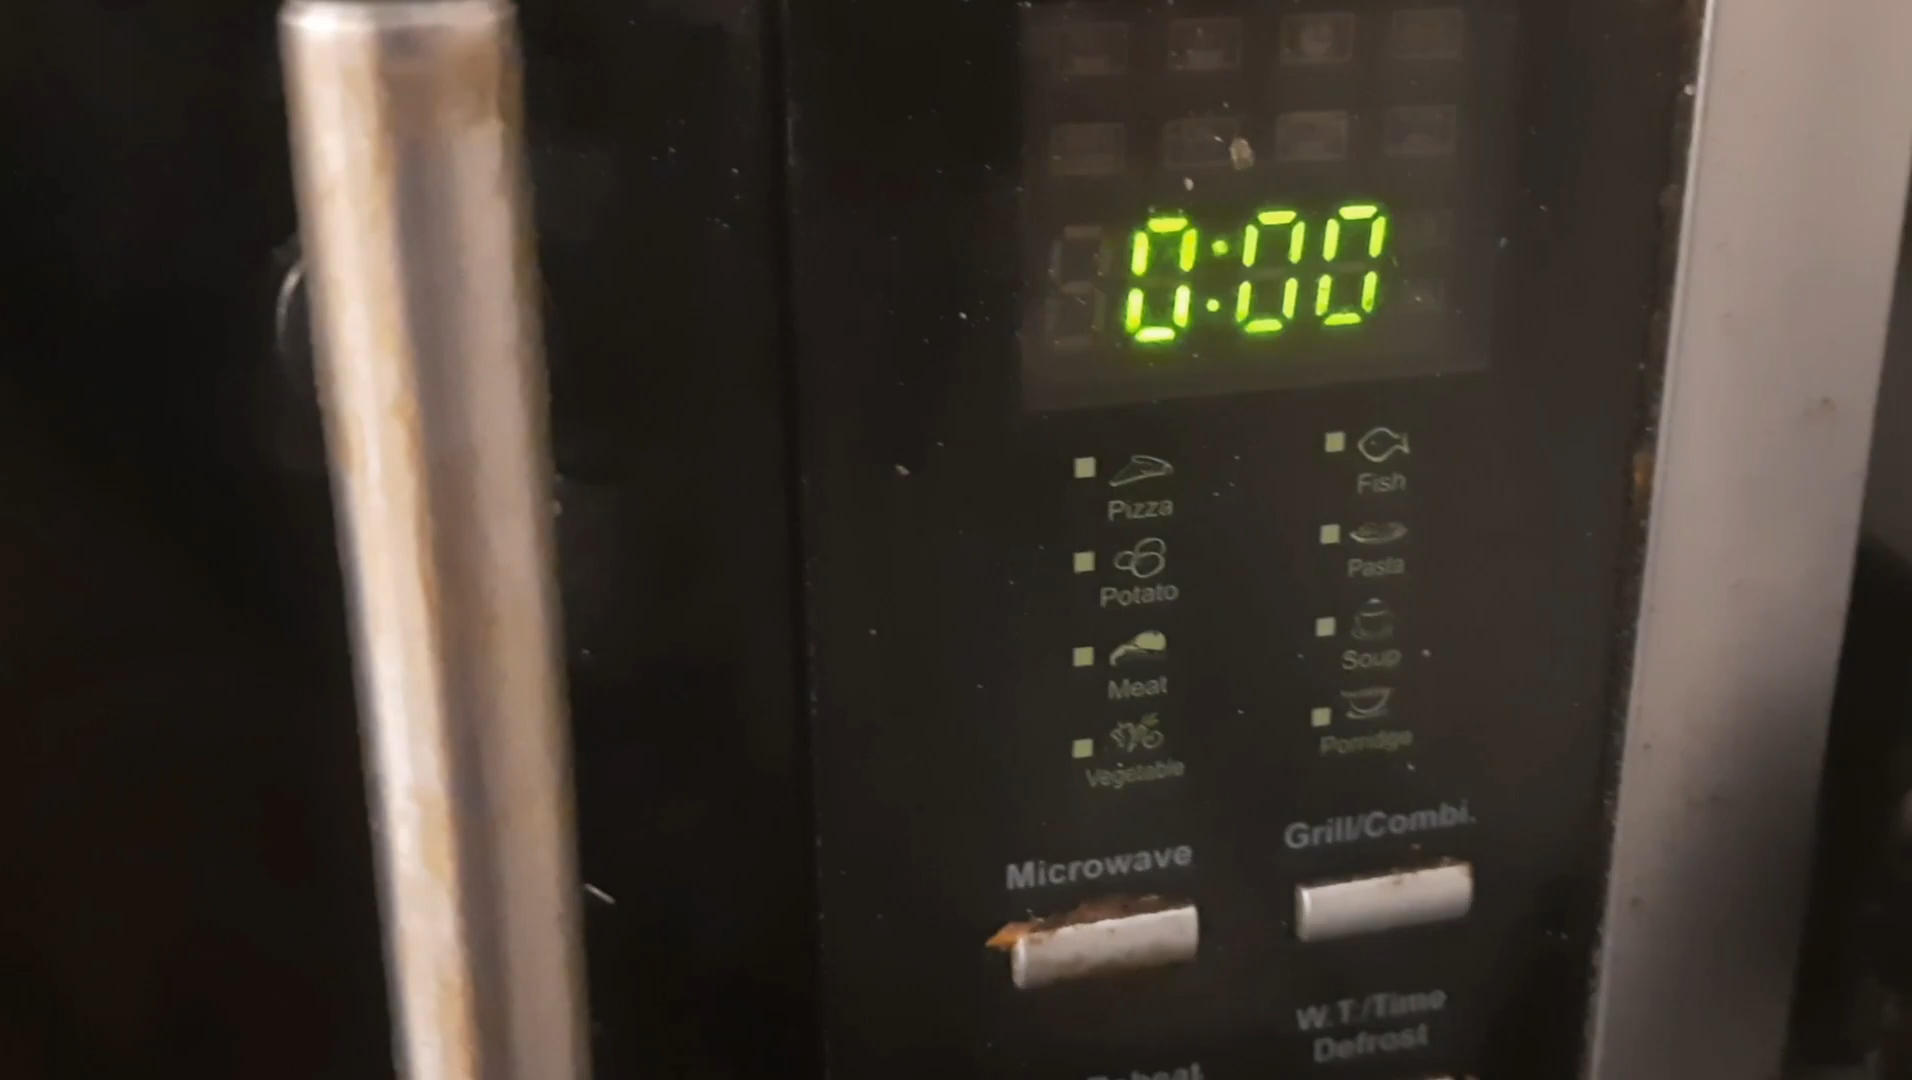 0:00
Pizza
Fish
Potato
Pasta
Meat
Soup
Vegetable
Porridge
Microwave
Grill/Combi.
W.T./Time
Defrost